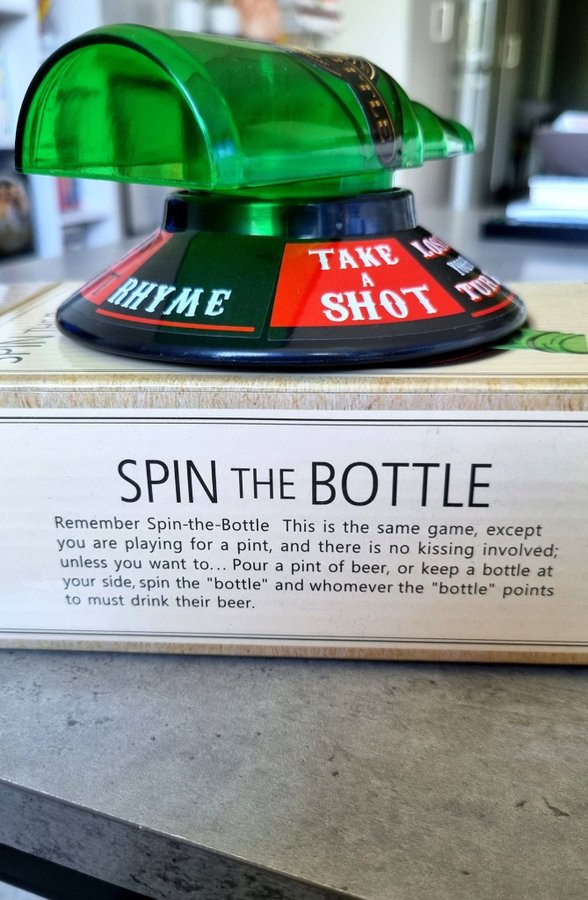 RHYME
TAKE
A
SHOT
SPIN THE
SPIN THE BOTTLE
Remember Spin-the-Bottle This is the same game, except
you are playing for a pint, and there is no kissing involved;
unless you want to... Pour a pint of beer, or keep a bottle at
your side, spin the "bottle" and whomever the "bottle" points
to must drink their beer.